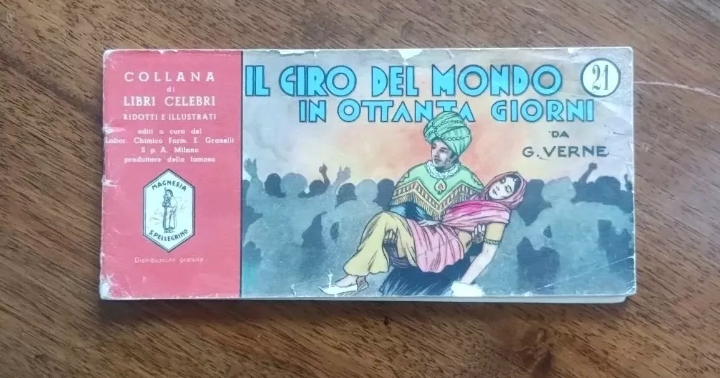 COLLANA
di
LIBRI CELEBRI
RIDOTTI E ILLUSTRATI
editi a cura del
Labor. Chimico Farm. E. Granelli
S. p. A. Milano
produttore della famosa
MAGNESIA
S. PELLEGRINO
Distribuzione gratuita
IL GIRO DEL MONDO
IN OTTANTA GIORNI
21
DA
G. VERNE